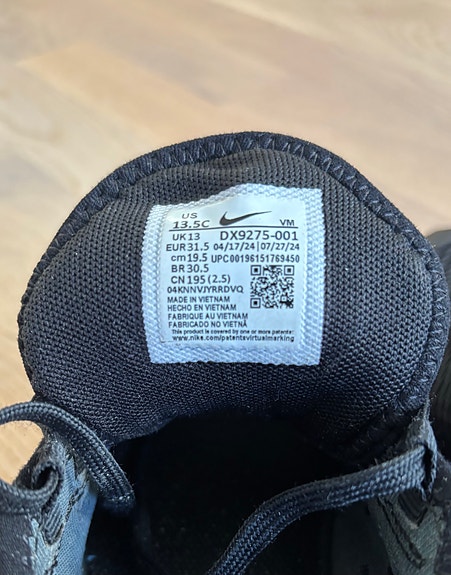 US
13.5C VM
UK13 DX9275-001
EUR31.5 04/17/24 07/27/24
cm19.5 UPC00196151769450
BR30.5
CN195(2.5)
04KNNVJYRRDVQ
MADE IN VIETNAM
HECHO EN VIETNAM
FABRIQUE AU VIETNAM
FABRICADO NO VIETNÃ
This product is covered by one or more patents:
www.nike.com/patentsvirtualmarking